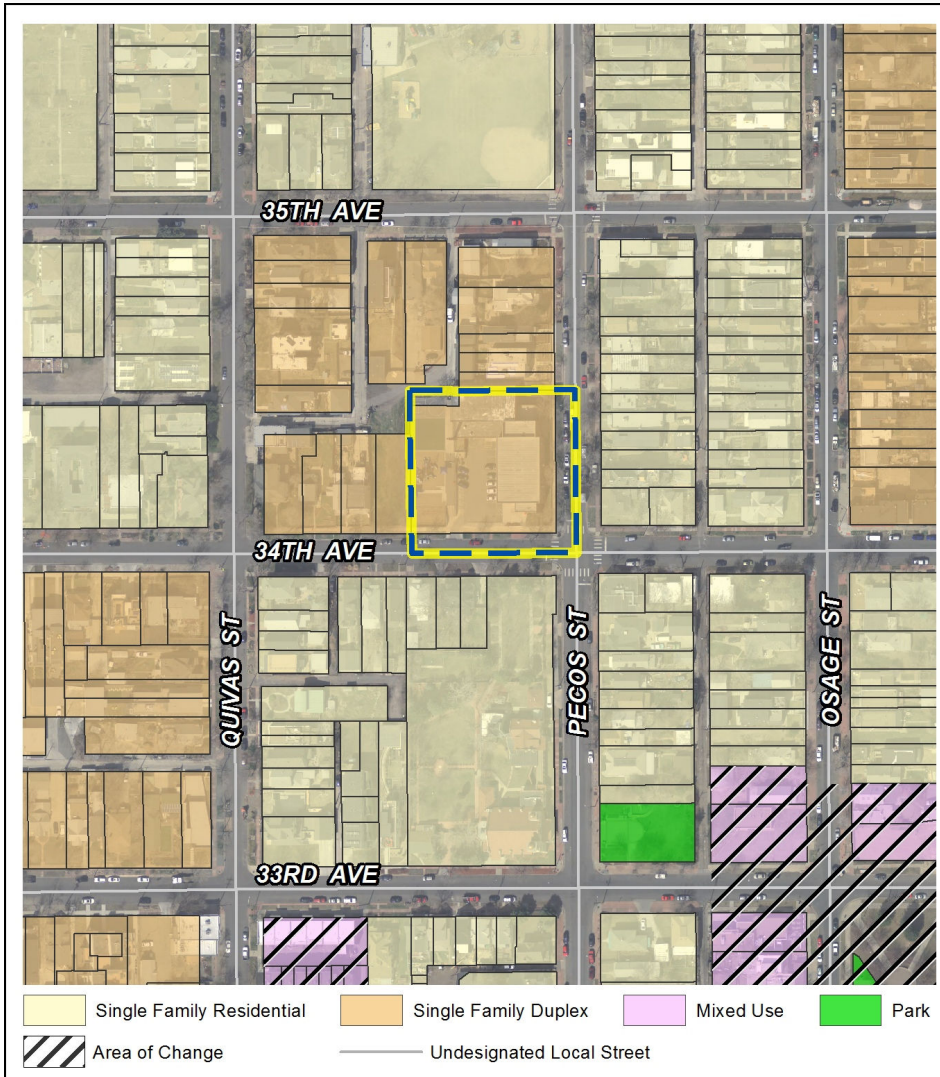 35TH AVE
34TH AVE
QUIVAS ST
PECOS ST
OSAGE ST
33RD AVE
Single Family Residential
Single Family Duplex
Mixed Use
Park
Area of Change
Undesignated Local Street